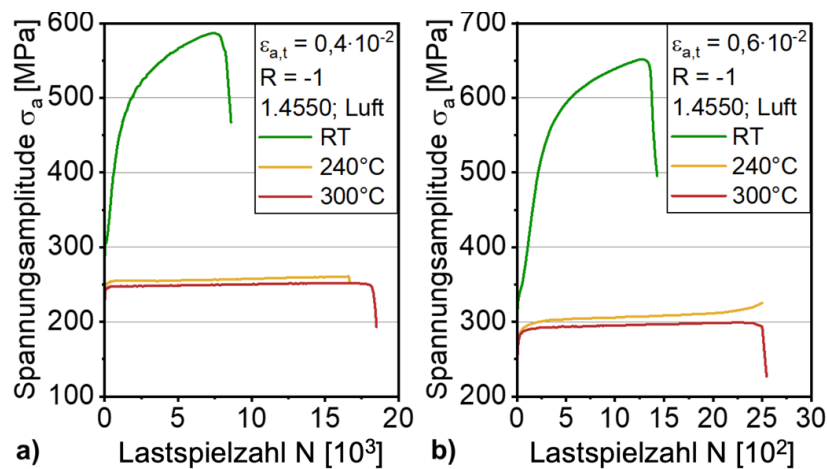 600
500
400
300
200
100
Spannungsamplitude σa [MPa]
εa,t = 0,4·10-2
R = -1
1.4550; Luft
RT
240°C
300°C
0
5
10
15
20
a)
Lastspielzahl N [103]
700
600
500
400
300
200
Spannungsamplitude σa [MPa]
εa,t = 0,6·10-2
R = -1
1.4550; Luft
RT
240°C
300°C
0
5
10
15
20
25
30
b)
Lastspielzahl N [102]